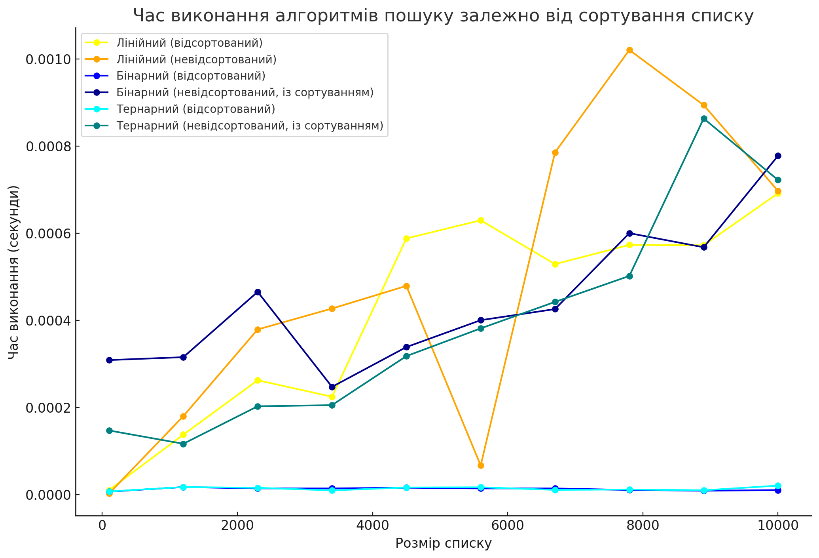 Час виконання алгоритмів пошуку залежно від сортування списку
Лінійний (відсортований)
Лінійний (невідсортований)
Бінарний (відсортований)
Бінарний (невідсортований, із сортуванням)
Тернарний (відсортований)
Тернарний (невідсортований, із сортуванням)
Час виконання (секунди)
0.0010
0.0008
0.0006
0.0004
0.0002
0.0000
0 2000 4000 6000 8000 10000
Розмір списку